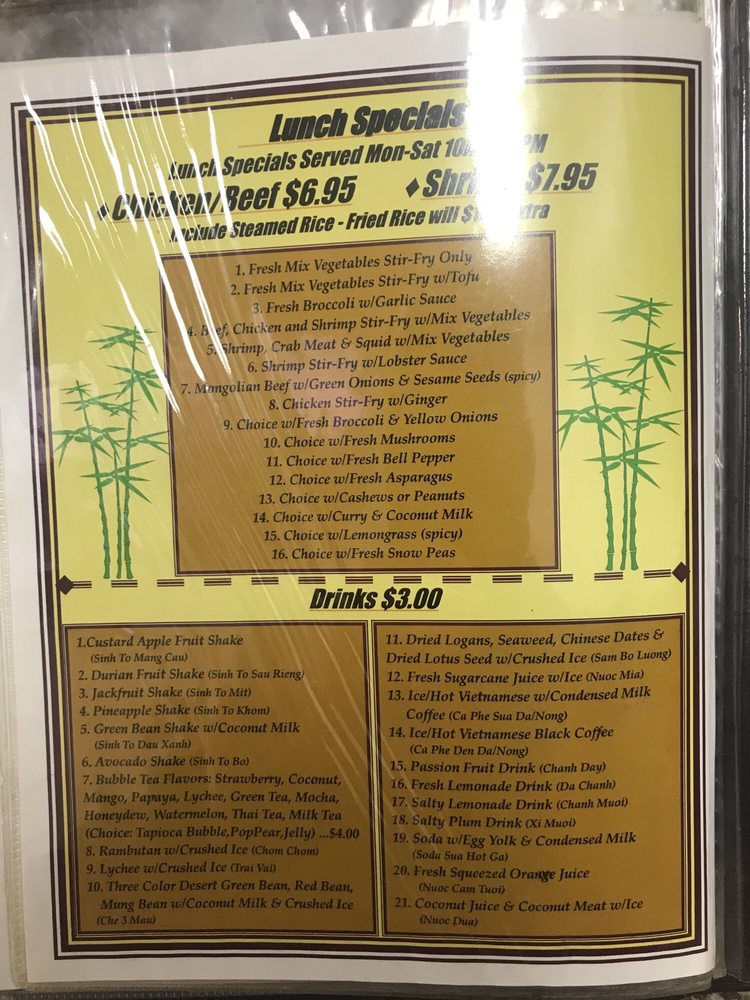 Lunch Specials
Lunch Specials Served Mon-Sat PM
♦Chicken/Beef $6.95 ♦ $7.95
Include Steamed Rice - Fried Rice will extra
1. Fresh Mix Vegetables Stir-Fry Only
2. Fresh Mix Vegetables Stir-Fry w/Tofu
3. Fresh Broccoli w/Garlic Sauce
4. Beef, Chicken and Shrimp Stir-Fry w/Mix Vegetables
5. Shrimp, Crab Meat & Squid w/Mix Vegetables
6. Shrimp Stir-Fry w/Lobster Sauce
7. Mongolian Beef w/Green Onions & Sesame Seeds (spicy)
8. Chicken Stir-Fry w/Ginger
9. Choice w/Fresh Broccoli & Yellow Onions
10. Choice w/Fresh Mushrooms
11. Choice w/Fresh Bell Pepper
12. Choice w/Fresh Asparagus
13. Choice w/Cashews or Peanuts
14. Choice w/Curry & Coconut Milk
15. Choice w/Lemongrass (spicy)
16. Choice w/Fresh Snow Peas
Drinks $3.00
1.Custard Apple Fruit Shake
(Sinh To Mang Cau)
2. Durian Fruit Shake (Sinh To Sau Rieng)
3. Jackfruit Shake (Sinh To Mit)
4. Pineapple Shake (Sinh To Khom)
5. Green Bean Shake w/Coconut Milk
(Sinh To Dau Xanh)
6. Avocado Shake (Sinh To Bo)
7. Bubble Tea Flavors: Strawberry, Coconut,
Mango, Papaya, Lychee, Green Tea, Mocha,
Honeydew, Watermelon, Thai Tea, Milk Tea
(Choice: Tapioca Bubble,PopPear,Jelly) ...$4.00
8. Rambutan w/Crushed Ice (Chom Chom)
9. Lychee w/Crushed Ice (Trai Vai)
10. Three Color Desert Green Bean, Red Bean,
Mung Bean w/Coconut Milk & Crushed Ice
(Che 3 Mau)
11. Dried Logans, Seaweed, Chinese Dates &
Dried Lotus Seed w/Crushed Ice (Sam Bo Luong)
12. Fresh Sugarcane Juice w/Ice (Nuoc Mia)
13. Ice/Hot Vietnamese w/Condensed Milk
Coffee (Ca Phe Sua Da/Nong)
14. Ice/Hot Vietnamese Black Coffee
(Ca Phe Den Da/Nong)
15. Passion Fruit Drink (Chanh Day)
16. Fresh Lemonade Drink (Da Chanh)
17. Salty Lemonade Drink (Chanh Muoi)
18. Salty Plum Drink (Xi Muoi)
19. Soda w/Egg Yolk & Condensed Milk
(Soda Sua Hot Ga)
20. Fresh Squeezed Orange Juice
(Nuoc Cam Tuoi)
21. Coconut Juice & Coconut Meat w/Ice
(Nuoc Dua)